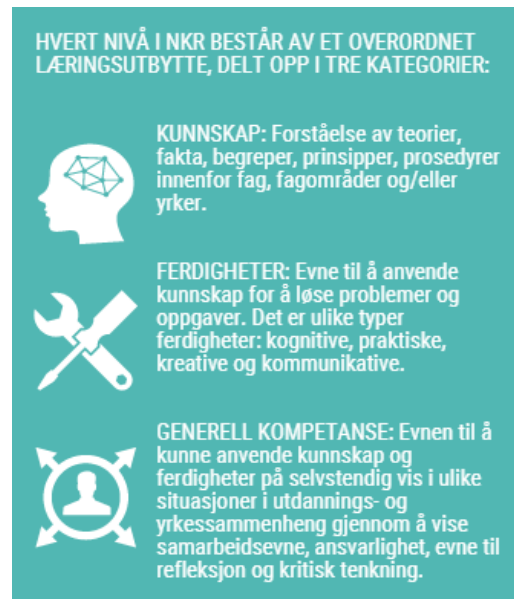 HVERT NIVÅ I NKR BESTÅR AV ET OVERORDNET
LÆRINGSUTBYTTE, DELT OPP I TRE KATEGORIER:
KUNNSKAP: Forståelse av teorier,
fakta, begreper, prinsipper, prosedyrer
innenfor fag, fagområder og/eller
yrker.
FERDIGHETER: Evne til å anvende
kunnskap for å løse problemer og
oppgaver. Det er ulike typer
ferdigheter: kognitive, praktiske,
kreative og kommunikative.
GENERELL KOMPETANSE: Evnen til å
kunne anvende kunnskap og
ferdigheter på selvstendig vis i ulike
situasjoner i utdannings- og
yrkessammenheng gjennom å vise
samarbeidsevne, ansvarlighet, evne til
refleksjon og kritisk tenkning.